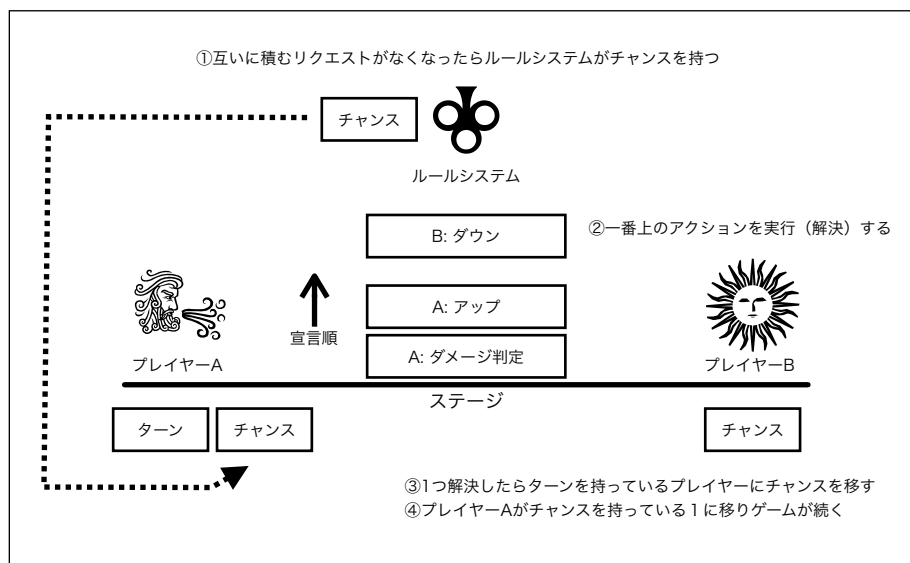 ①互いに積むリクエストがなくなったらルールシステムがチャンスを持つ
チャンス
ルールシステム
B: ダウン
②一番上のアクションを実行（解決）する
A: アップ
宣言順
A: ダメージ判定
プレイヤーA
プレイヤーB
ステージ
ターン
チャンス
チャンス
③1つ解決したらターンを持っているプレイヤーにチャンスを移す
④プレイヤーAがチャンスを持っている１に移りゲームが続く